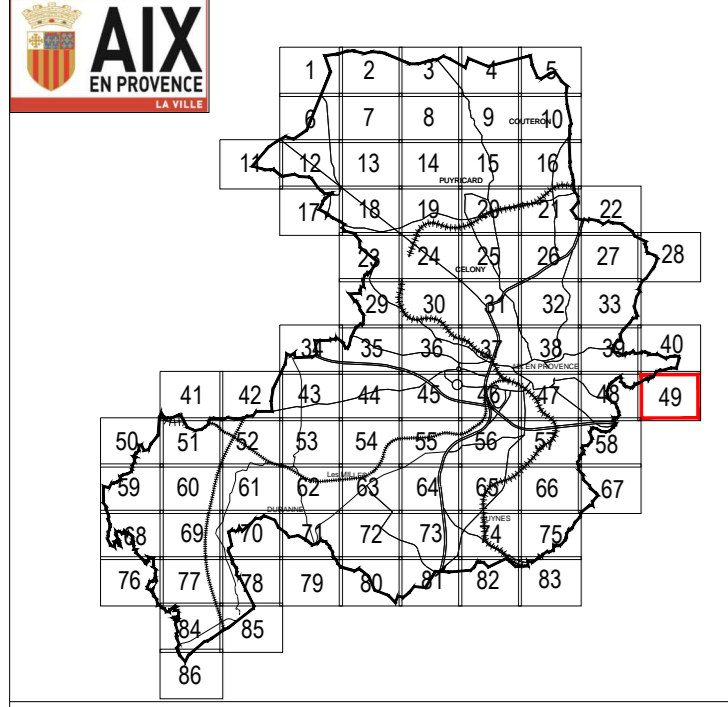 AIX
EN PROVENCE
LA VILLE
1 2 3 4 5
6 7 8 9 COUTERON 10
11 12 13 14 15 16
PUYRICARD
17 18 19 20 21 22
23 24 25 26 27 28
CELONY
29 30 31 32 33
34 35 36 37 38 39 40
AIX EN PROVENCE
41 42 43 44 45 46 47 48 49
50 51 52 53 54 55 56 57 58
Les MILLES
59 60 61 62 63 64 65 66 67
DURANNE
LUYNES
68 69 70 71 72 73 74 75
76 77 78 79 80 81 82 83
84 85
86